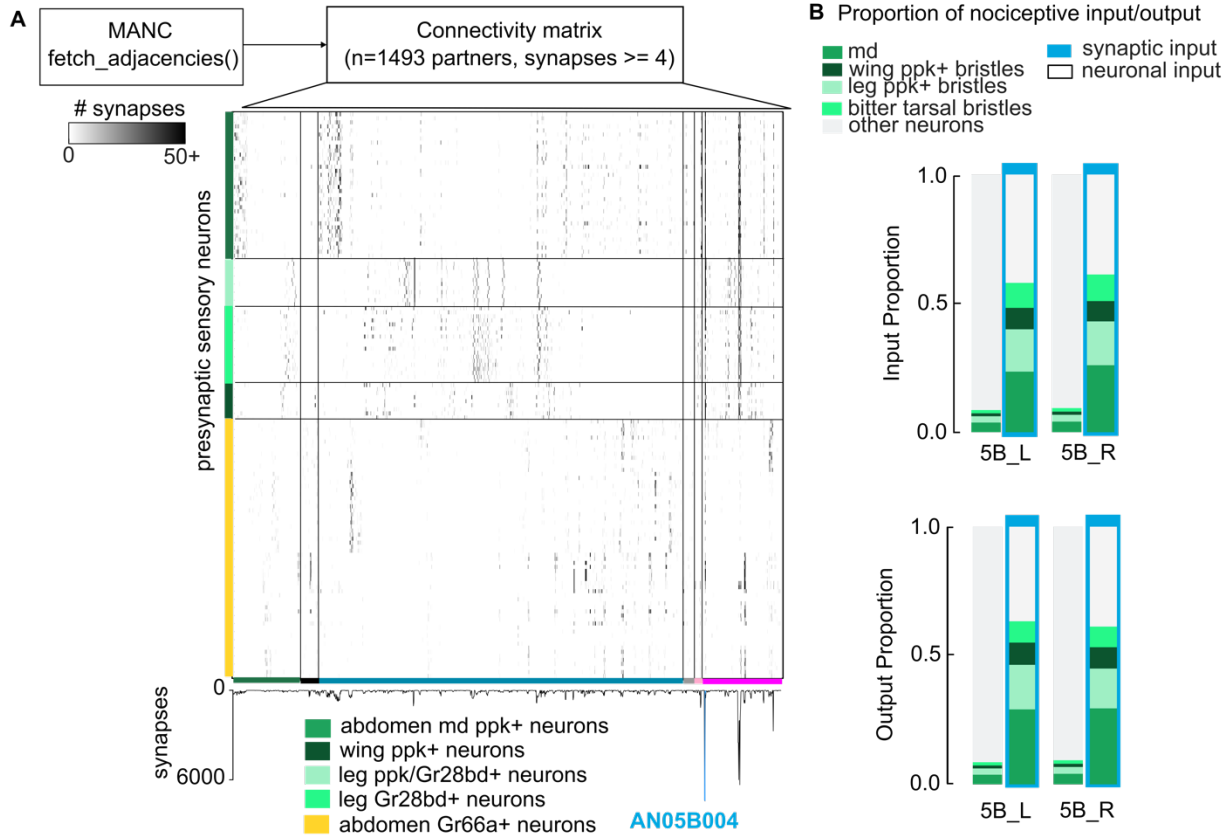 A
MANC
fetch_adjacencies()
Connectivity matrix
(n=1493 partners, synapses >= 4)
# synapses
0
50+
presynaptic sensory neurons
0
synapses
6000
abdomen md ppk+ neurons
wing ppk+ neurons
leg ppk/Gr28bd+ neurons
leg Gr28bd+ neurons
abdomen Gr66a+ neurons
AN05B004
B Proportion of nociceptive input/output
md
wing ppk+ bristles
leg ppk+ bristles
bitter tarsal bristles
other neurons
synaptic input
neuronal input
1.0
0.5
0.0
Input Proportion
5B_L
5B_R
1.0
0.5
0.0
Output Proportion
5B_L
5B_R